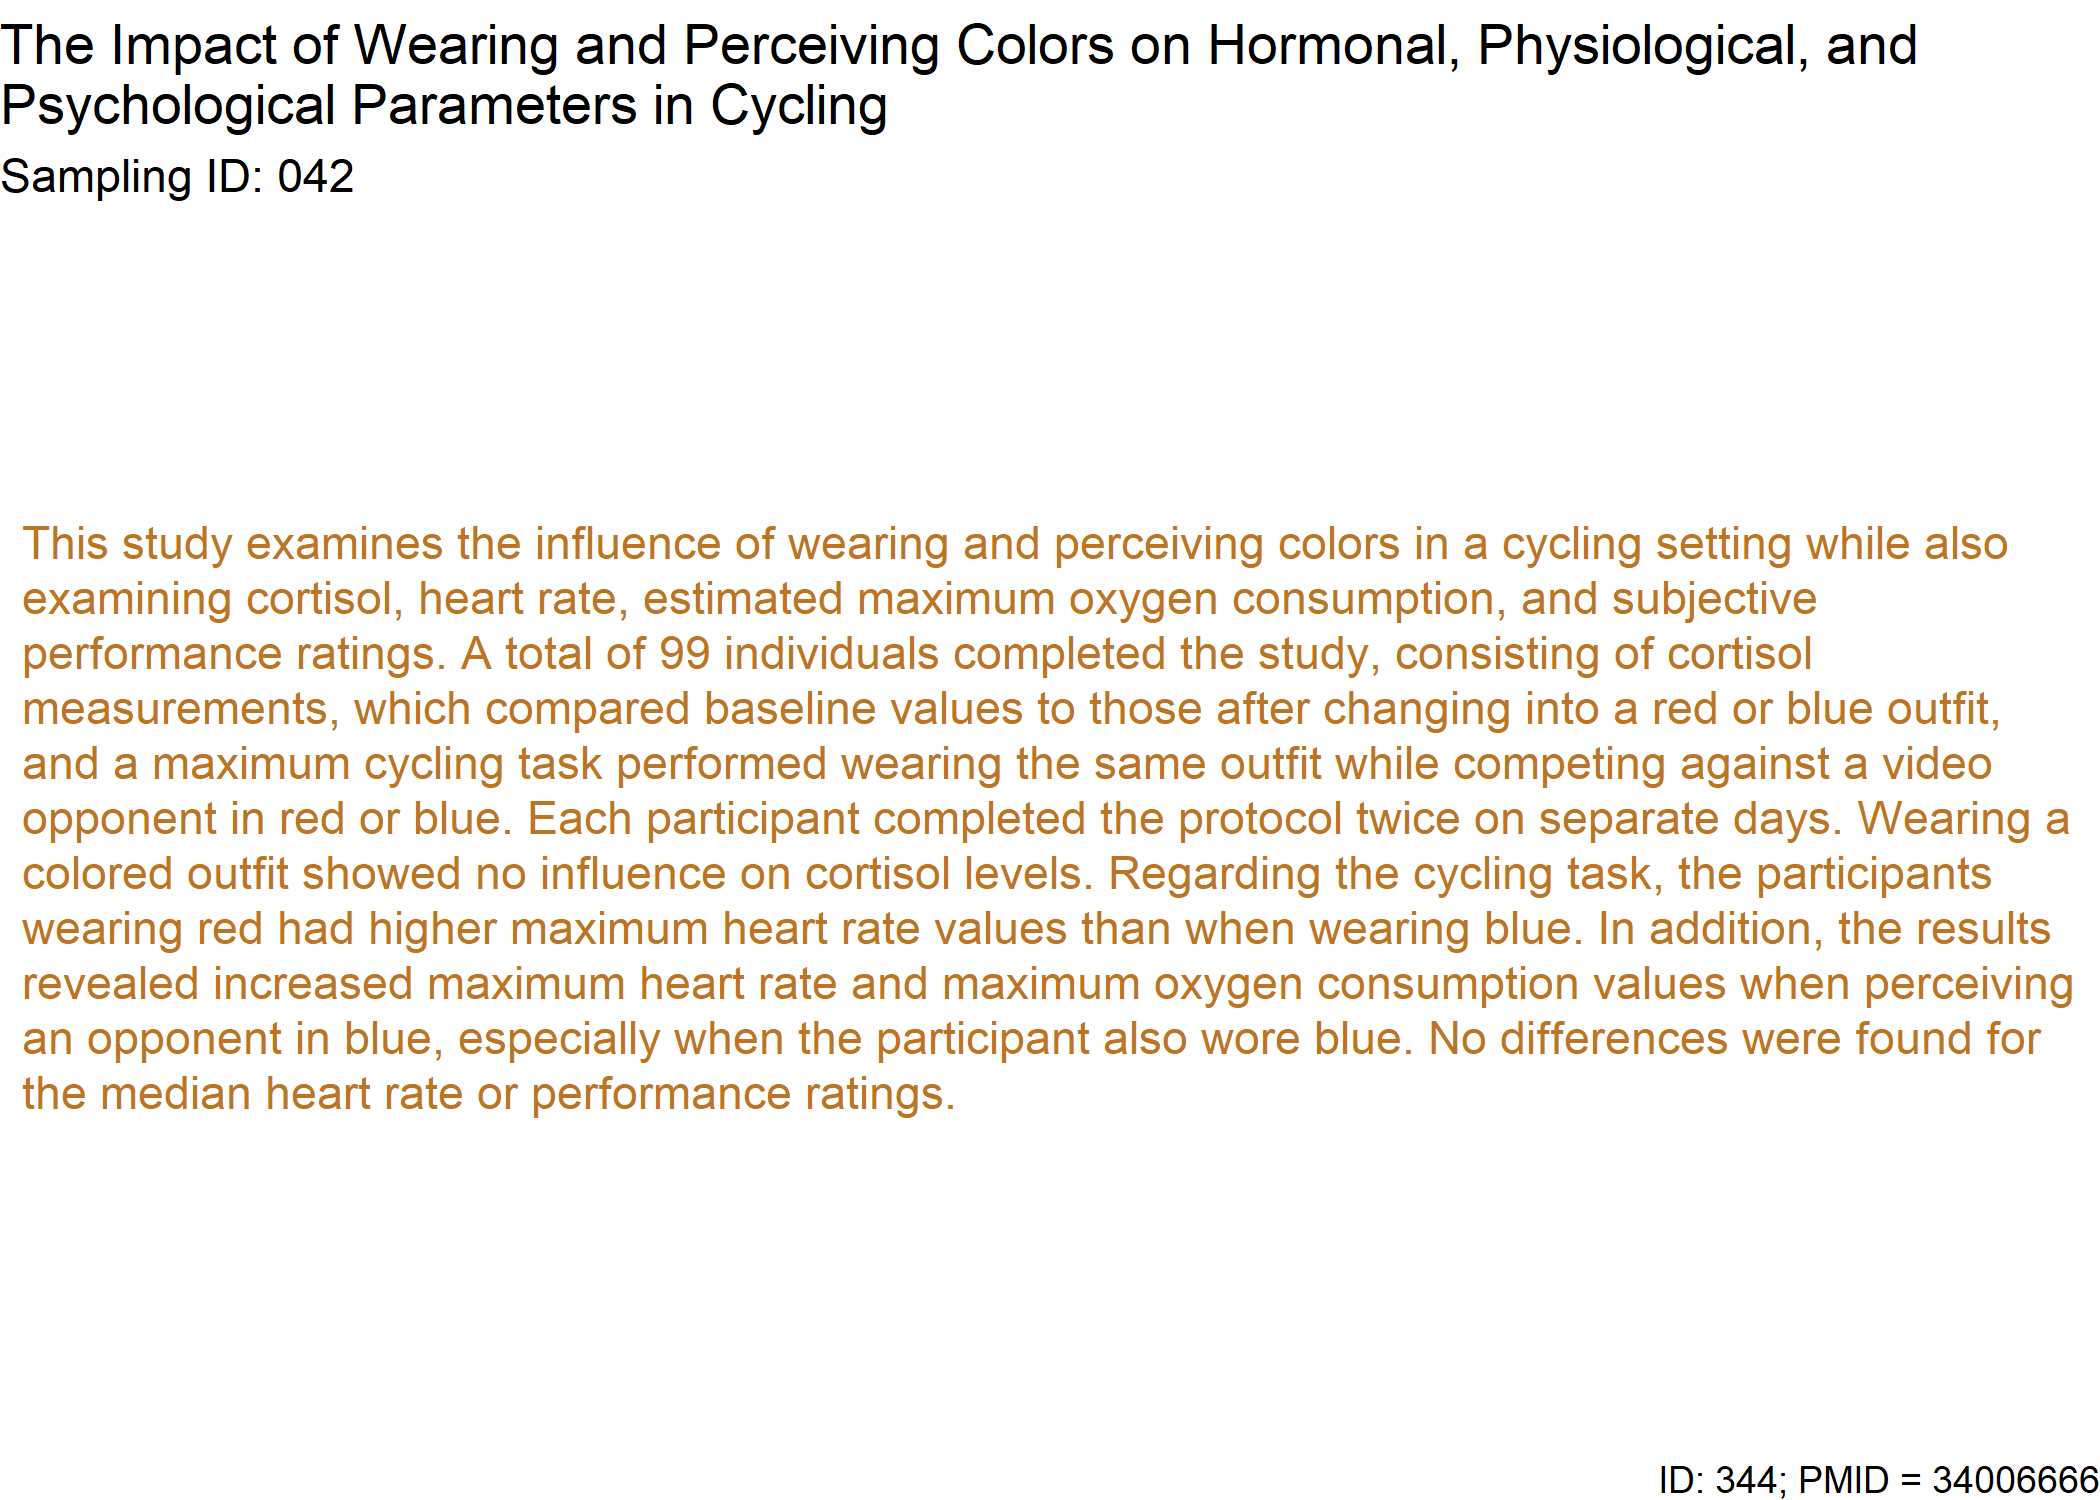 The Impact of Wearing and Perceiving Colors on Hormonal, Physiological, and
Psychological Parameters in Cycling
Sampling ID: 042
This study examines the influence of wearing and perceiving colors in a cycling setting while also
examining cortisol, heart rate, estimated maximum oxygen consumption, and subjective
performance ratings. A total of 99 individuals completed the study, consisting of cortisol
measurements, which compared baseline values to those after changing into a red or blue outfit,
and a maximum cycling task performed wearing the same outfit while competing against a video
opponent in red or blue. Each participant completed the protocol twice on separate days. Wearing a
colored outfit showed no influence on cortisol levels. Regarding the cycling task, the participants
wearing red had higher maximum heart rate values than when wearing blue. In addition, the results
revealed increased maximum heart rate and maximum oxygen consumption values when perceiving
an opponent in blue, especially when the participant also wore blue. No differences were found for
the median heart rate or performance ratings.
ID: 344; PMID = 34006666